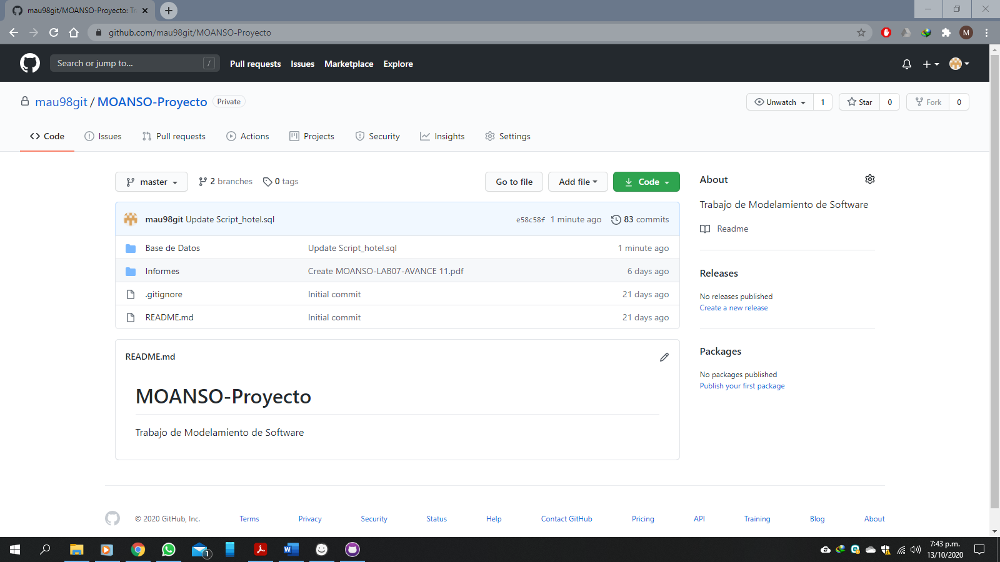 mau98git/MOANSO-Proyecto: Tr
github.com/mau98git/MOANSO-Proyecto
M
Search or jump to...
/
Pull requests
Issues
Marketplace
Explore
mau98git / MOANSO-Proyecto
Private
Unwatch
1
Star
0
Fork
0
Code
Issues
Pull requests
Actions
Projects
Security
Insights
Settings
master
2 branches
0 tags
Go to file
Add file
Code
mau98git Update Script_hotel.sql
e58c58f 1 minute ago
83 commits
Base de Datos
Update Script_hotel.sql
1 minute ago
Informes
Create MOANSO-LAB07-AVANCE 11.pdf
6 days ago
.gitignore
Initial commit
21 days ago
README.md
Initial commit
21 days ago
README.md
MOANSO-Proyecto
Trabajo de Modelamiento de Software
About
Trabajo de Modelamiento de Software
Readme
Releases
No releases published
Create a new release
Packages
No packages published
Publish your first package
© 2020 GitHub, Inc.
Terms
Privacy
Security
Status
Help
Contact GitHub
Pricing
API
Training
Blog
About
1
7:43 p.m.
13/10/2020